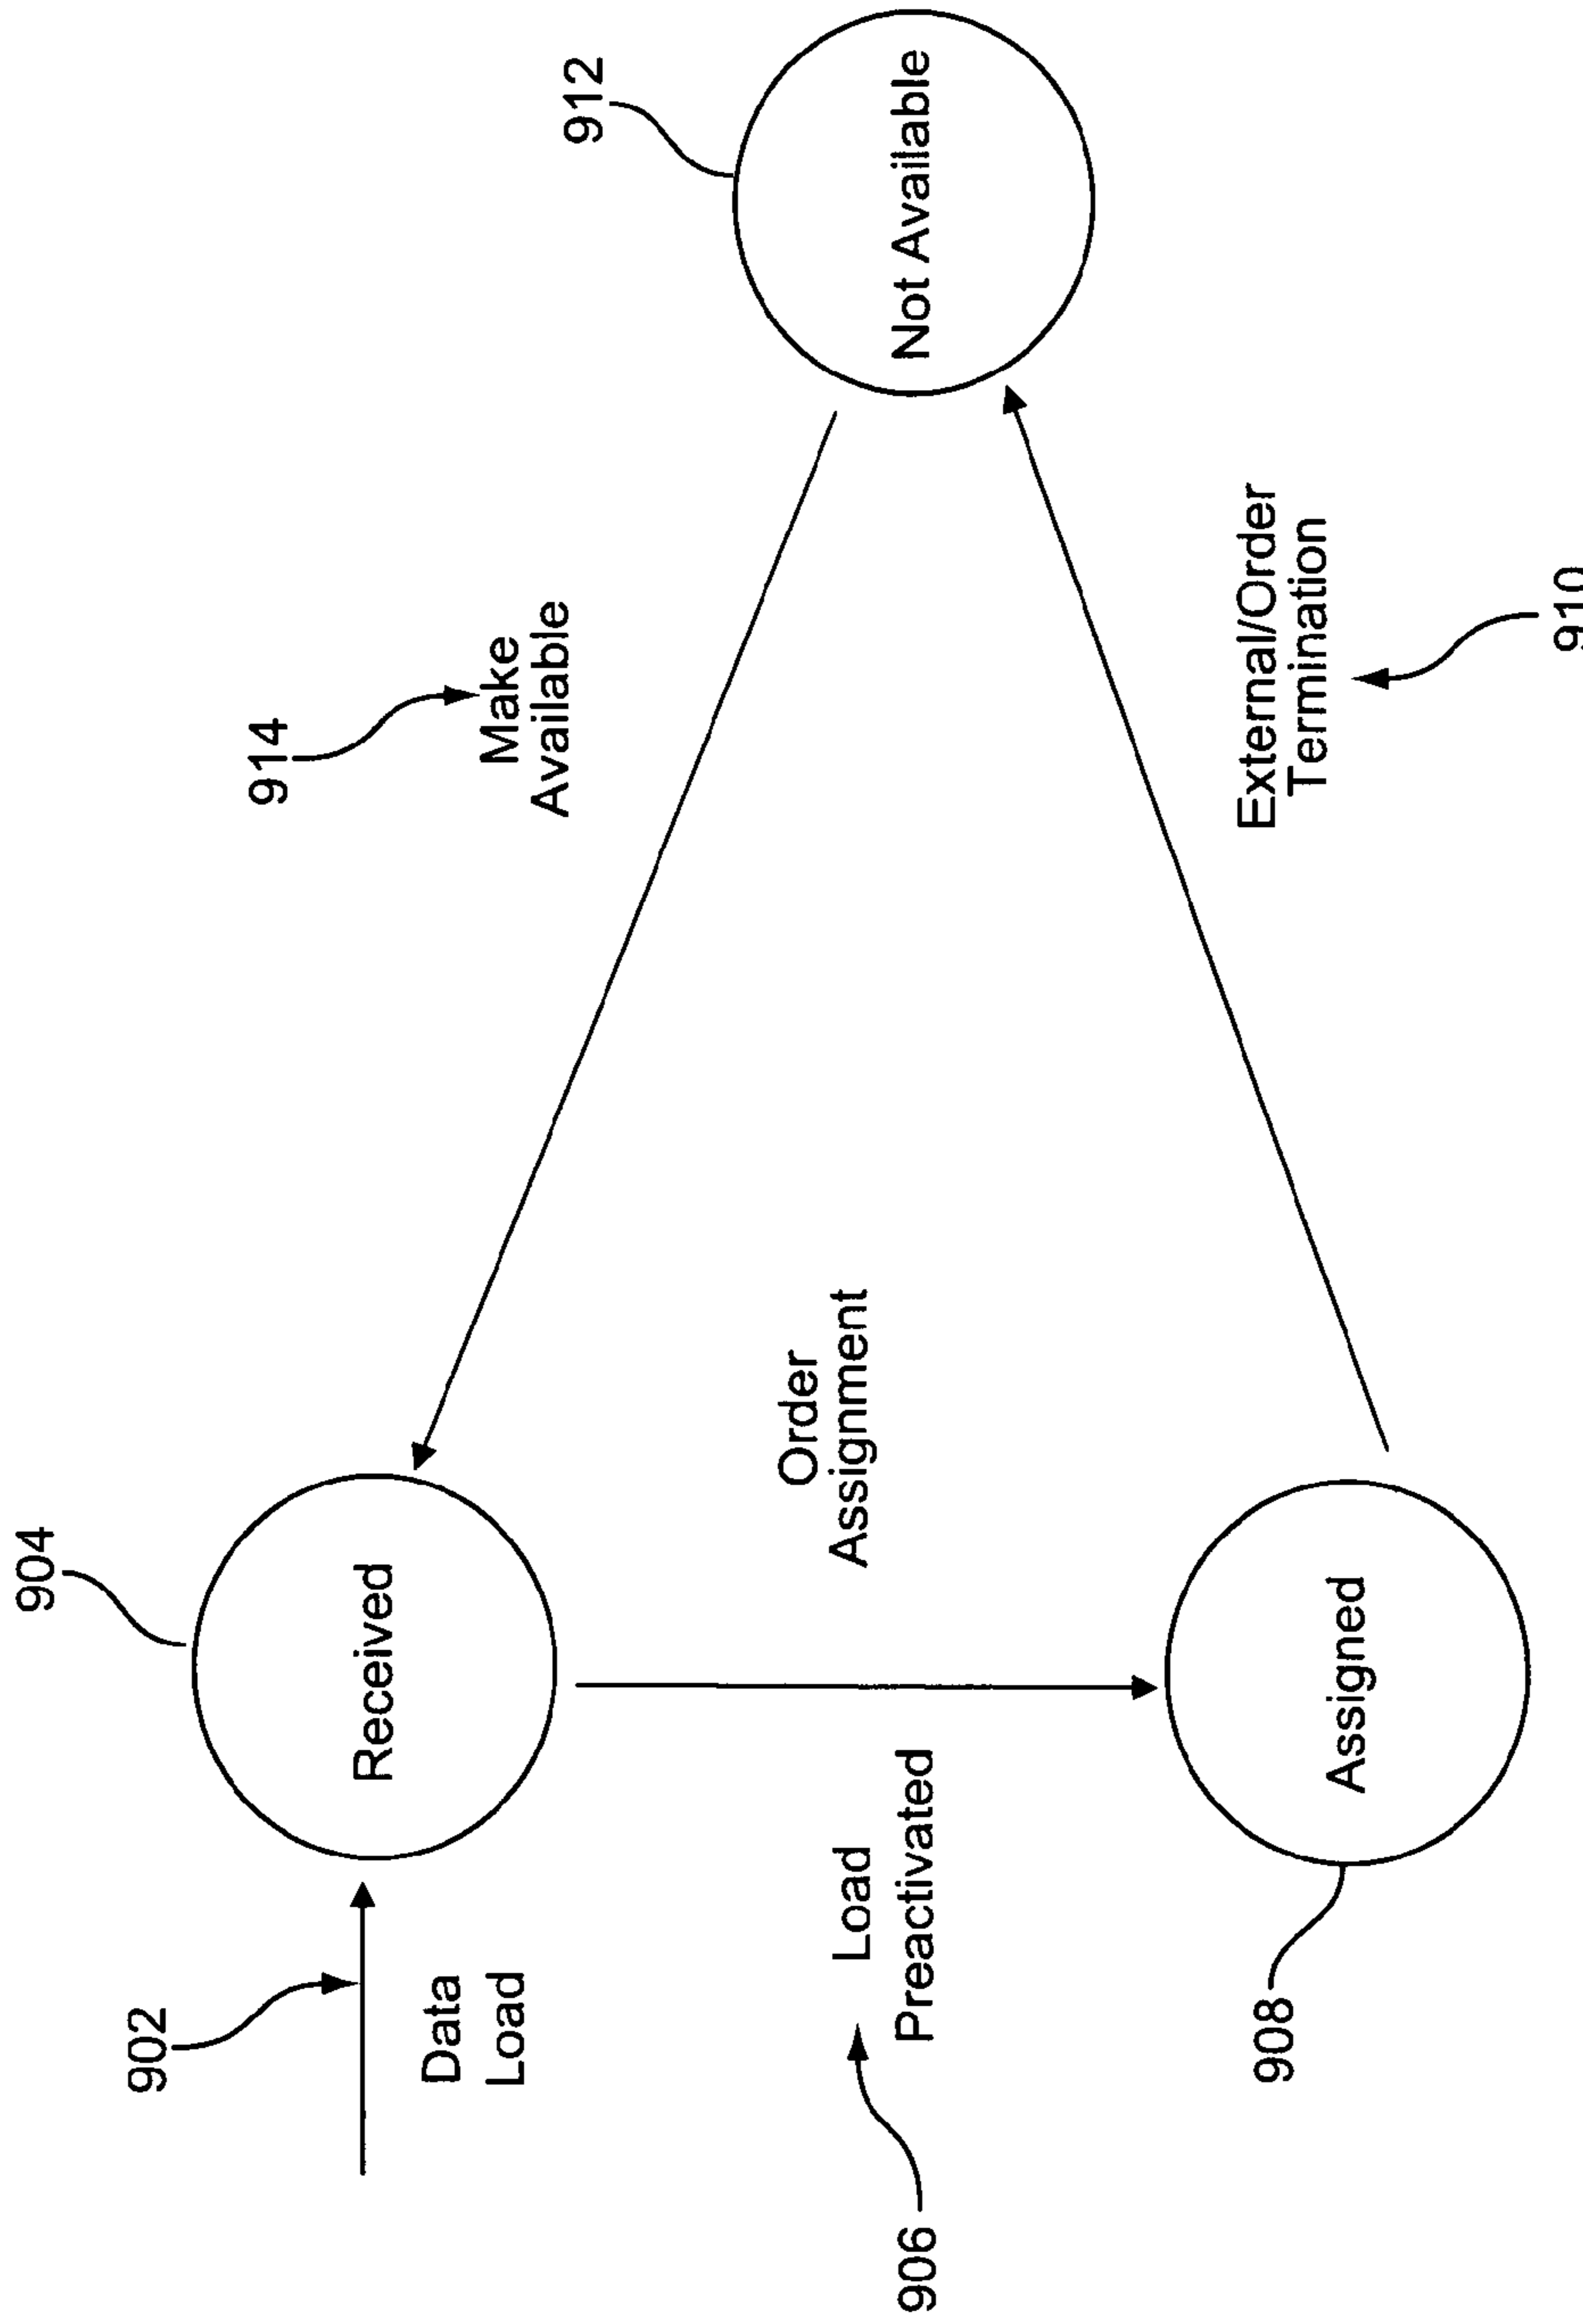 902
904
Data
Load
Received
914
Make
Available
912
Not Available
906
Load
Preactivated
Order
Assignment
908
Assigned
External/Order
Termination
910